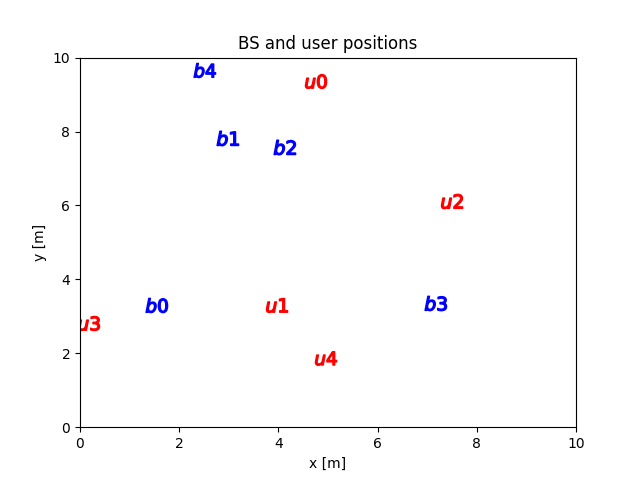 BS and user positions
10
b4
u0
8
b1
b2
6
u2
y [m]
4
b0
u1
b3
u3
2
u4
0
0 2 4 6 8 10
x [m]